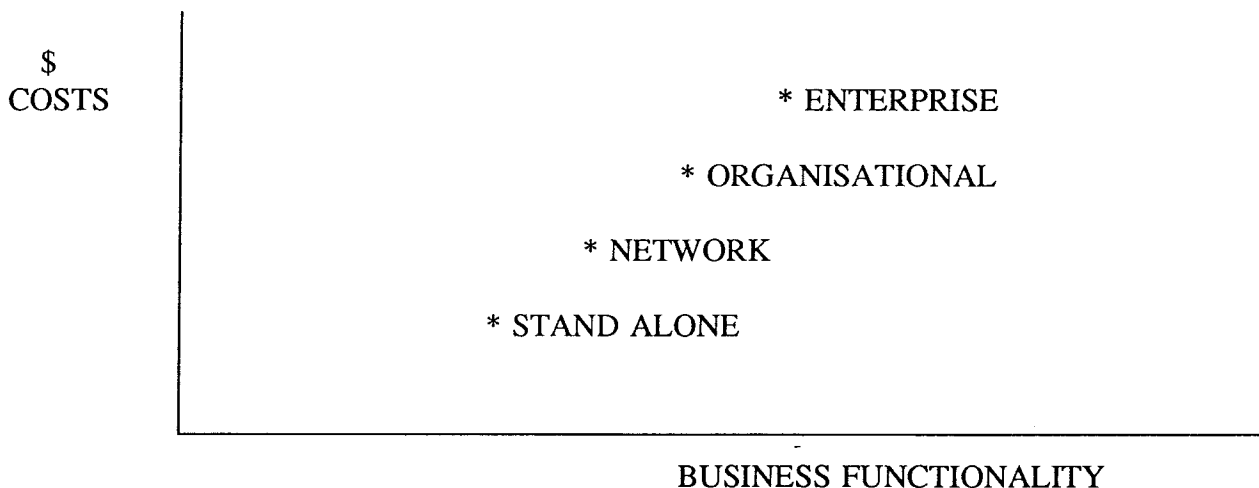 $
COSTS
* ENTERPRISE
* ORGANISATIONAL
* NETWORK
* STAND ALONE
BUSINESS FUNCTIONALITY